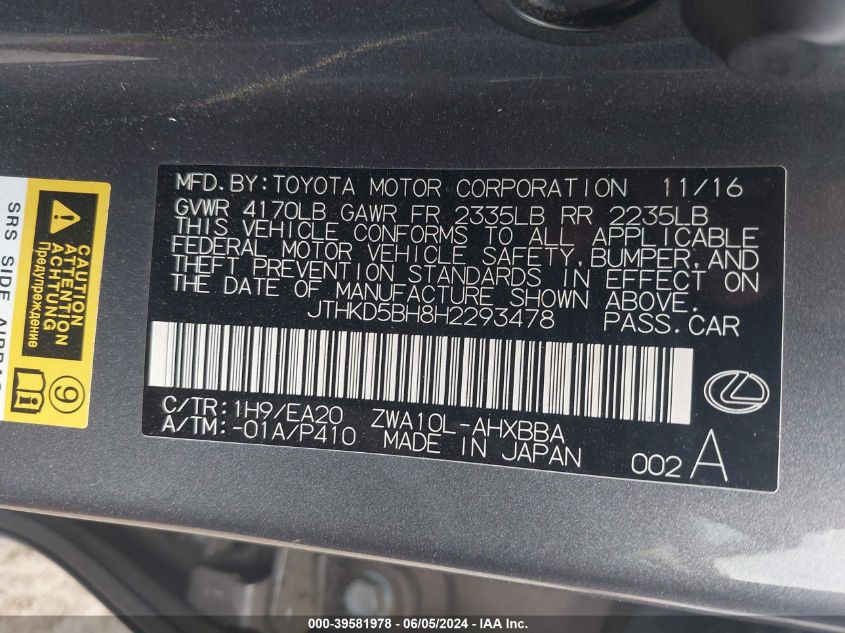 MFD. BY: TOYOTA MOTOR CORPORATION 11/16
GVWR 4170LB GAWR FR 2335LB RR 2235LB
THIS VEHICLE CONFORMS TO ALL APPLICABLE
FEDERAL MOTOR VEHICLE SAFETY, BUMPER, AND
THEFT PREVENTION STANDARDS IN EFFECT ON
THE DATE OF MANUFACTURE SHOWN ABOVE.
JTHKD5BH8H2293478 PASS. CAR
C/TR: 1H9/EA20 ZWA10L-AHXBBA
A/TM: -01A/P410 MADE IN JAPAN 002 A
CAUTION
ATTENTION
ACHTUNG
Предупреждение
9
SRS SIDE
000-39581978 - 06/05/2024 - IAAI.com